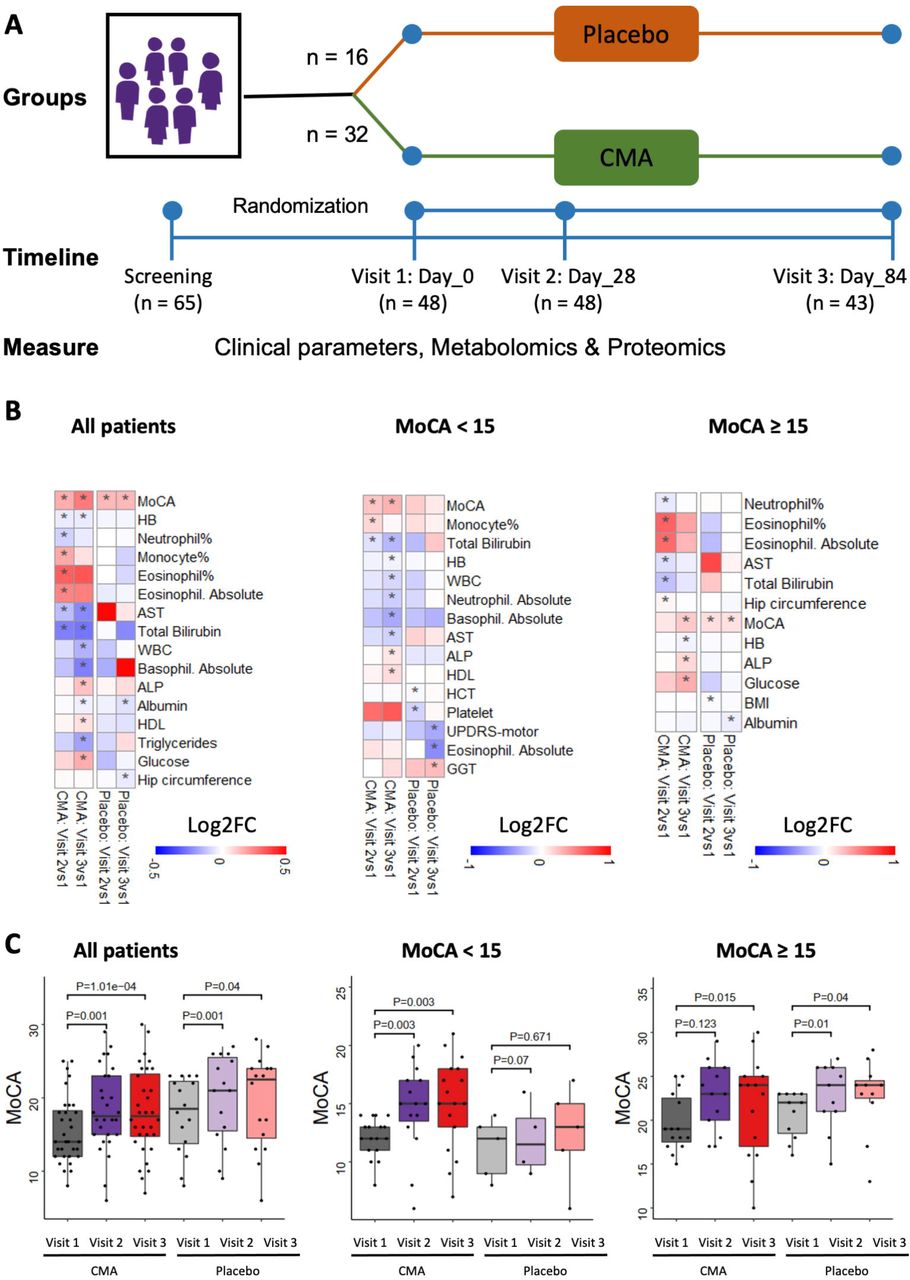 A
Groups
n = 16
n = 32
Placebo
CMA
Randomization
Timeline
Screening
(n = 65)
Visit 1: Day_0
(n = 48)
Visit 2: Day_28
(n = 48)
Visit 3: Day_84
(n = 43)
Measure
Clinical parameters, Metabolomics & Proteomics
B
All patients
MoCA
HB
Neutrophil%
Monocyte%
Eosinophil%
Eosinophil. Absolute
AST
Total Bilirubin
WBC
Basophil. Absolute
ALP
Albumin
HDL
Triglycerides
Glucose
Hip circumference
CMA: Visit 2vs1
CMA: Visit 3vs1
Placebo: Visit 2vs1
Placebo: Visit 3vs1
Log2FC
-0.5
0
0.5
MoCA < 15
MoCA
Monocyte%
Total Bilirubin
HB
WBC
Neutrophil. Absolute
Basophil. Absolute
AST
ALP
HDL
HCT
Platelet
UPDRS-motor
Eosinophil. Absolute
GGT
CMA: Visit 2vs1
CMA: Visit 3vs1
Placebo: Visit 2vs1
Placebo: Visit 3vs1
Log2FC
-1
0
1
MoCA ≥ 15
Neutrophil%
Eosinophil%
Eosinophil. Absolute
AST
Total Bilirubin
Hip circumference
MoCA
HB
ALP
Glucose
BMI
Albumin
CMA: Visit 2vs1
CMA: Visit 3vs1
Placebo: Visit 2vs1
Placebo: Visit 3vs1
Log2FC
-1
0
1
C
All patients
MoCA
30
20
10
P=1.01e−04
P=0.001
P=0.04
P=0.001
Visit 1 Visit 2 Visit 3 Visit 1 Visit 2 Visit 3
CMA Placebo
MoCA < 15
MoCA
25
20
15
10
P=0.003
P=0.003
P=0.671
P=0.07
Visit 1 Visit 2 Visit 3 Visit 1 Visit 2 Visit 3
CMA Placebo
MoCA ≥ 15
MoCA
35
30
25
20
15
10
P=0.015
P=0.123
P=0.04
P=0.01
Visit 1 Visit 2 Visit 3 Visit 1 Visit 2 Visit 3
CMA Placebo